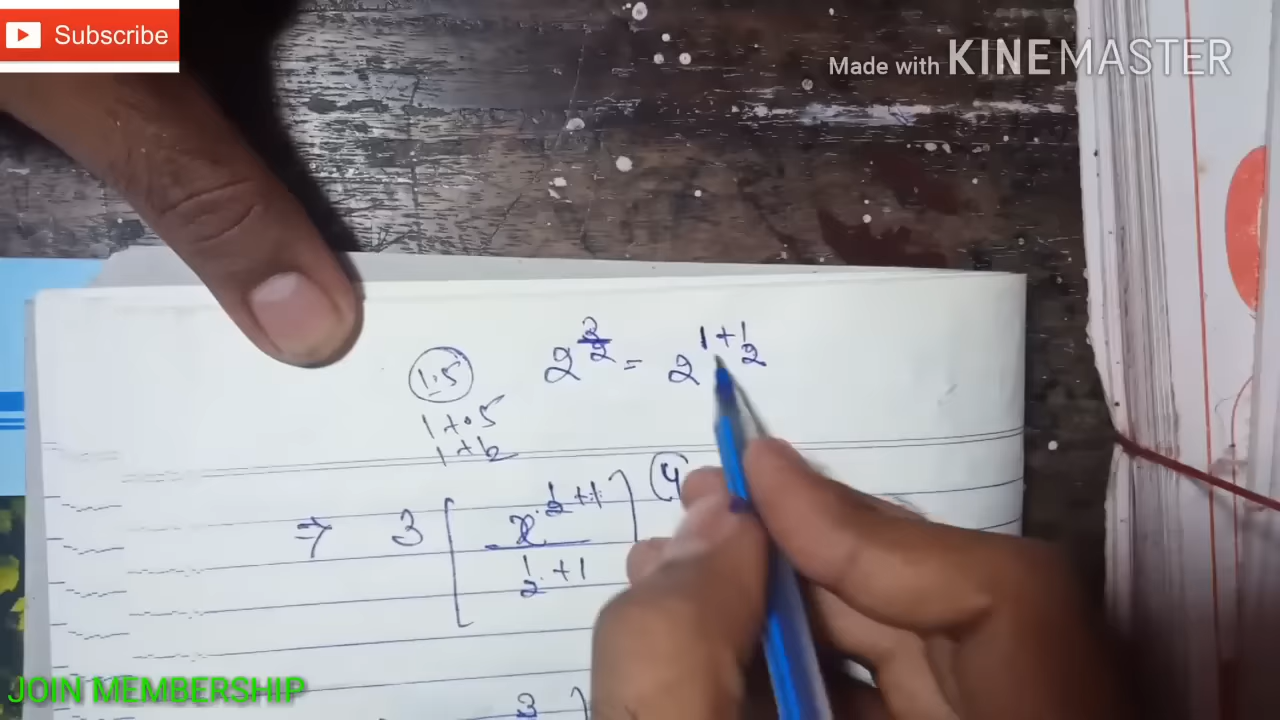 Subscribe
Made with KINEMASTER
1.5 2^3/2 = 2^1+1/2
1+.5
1+1/2
⇒ 3 [ x^1/2+1 / 1/2+1 ] 4
3 ]
JOIN MEMBERSHIP